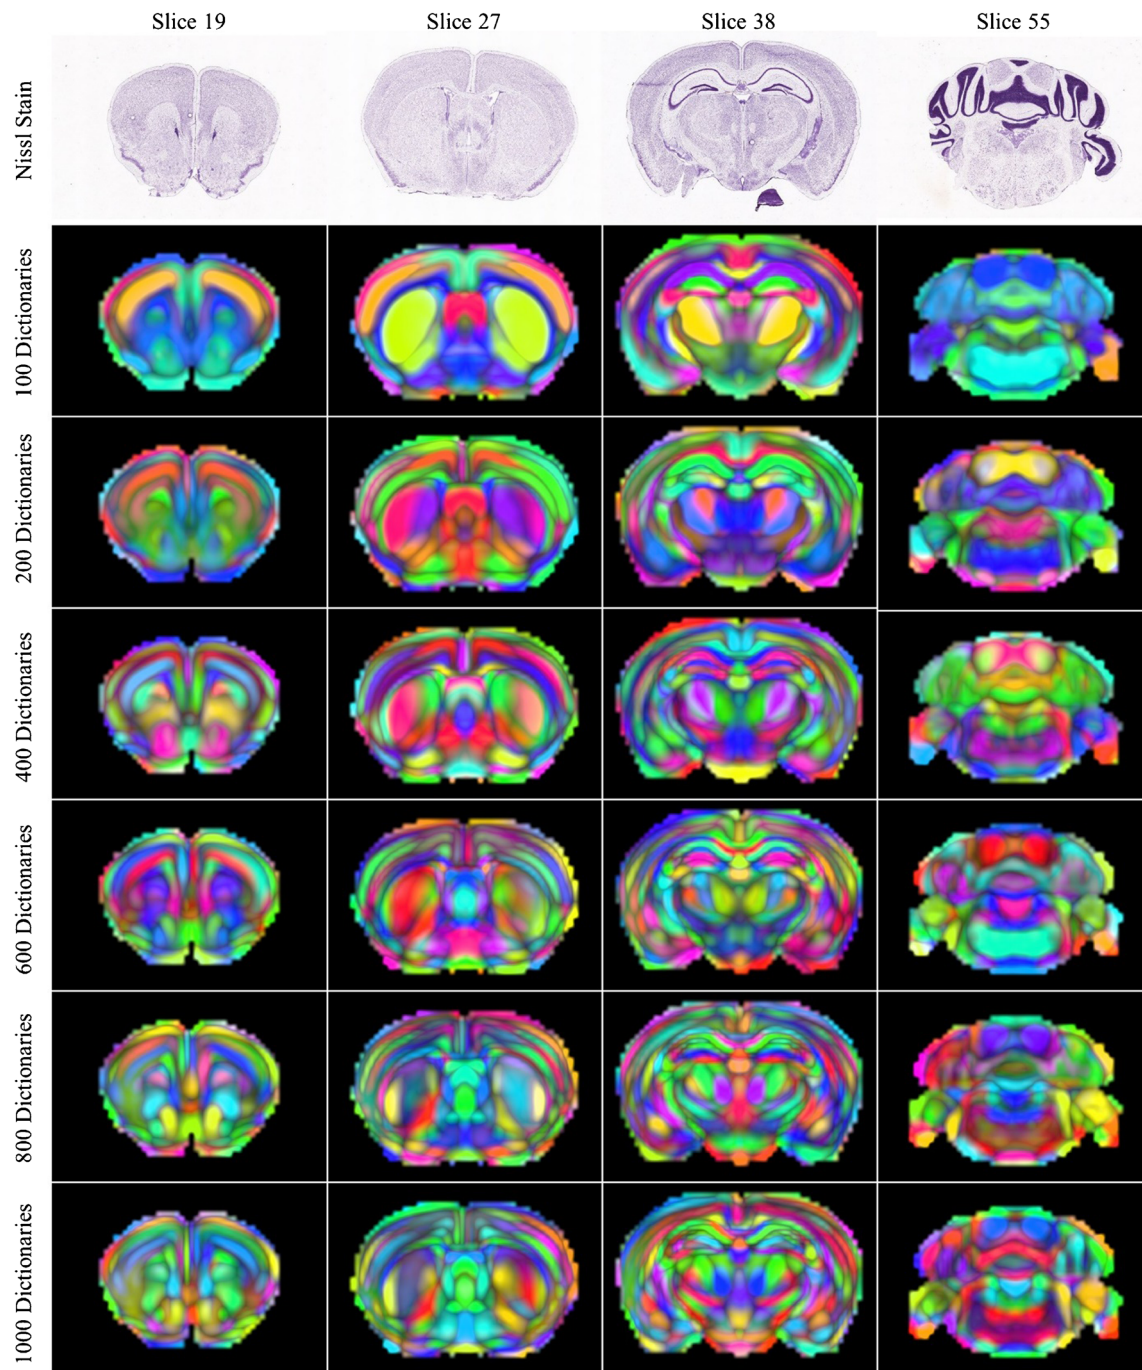 Slice 19
Slice 27
Slice 38
Slice 55
Nissl Stain
100 Dictionaries
200 Dictionaries
400 Dictionaries
600 Dictionaries
800 Dictionaries
1000 Dictionaries